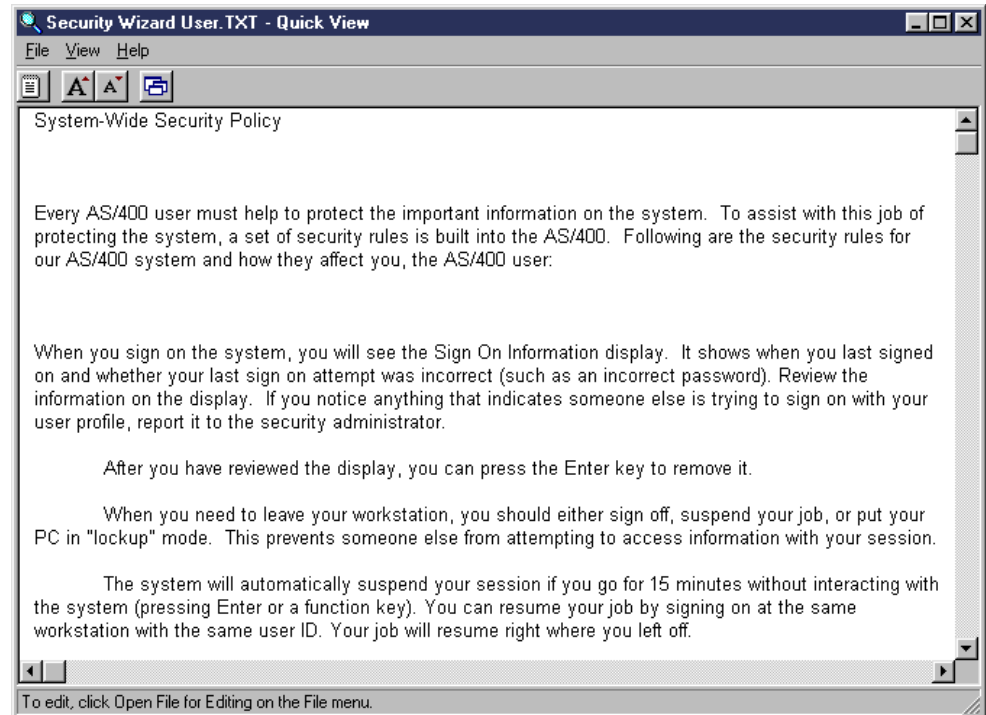 Security Wizard User.TXT - Quick View
File View Help
A A
System-Wide Security Policy
Every AS/400 user must help to protect the important information on the system. To assist with this job of
protecting the system, a set of security rules is built into the AS/400. Following are the security rules for
our AS/400 system and how they affect you, the AS/400 user:
When you sign on the system, you will see the Sign On Information display. It shows when you last signed
on and whether your last sign on attempt was incorrect (such as an incorrect password). Review the
information on the display. If you notice anything that indicates someone else is trying to sign on with your
user profile, report it to the security administrator.
After you have reviewed the display, you can press the Enter key to remove it.
When you need to leave your workstation, you should either sign off, suspend your job, or put your
PC in "lockup" mode. This prevents someone else from attempting to access information with your session.
The system will automatically suspend your session if you go for 15 minutes without interacting with
the system (pressing Enter or a function key). You can resume your job by signing on at the same
workstation with the same user ID. Your job will resume right where you left off.
To edit, click Open File for Editing on the File menu.